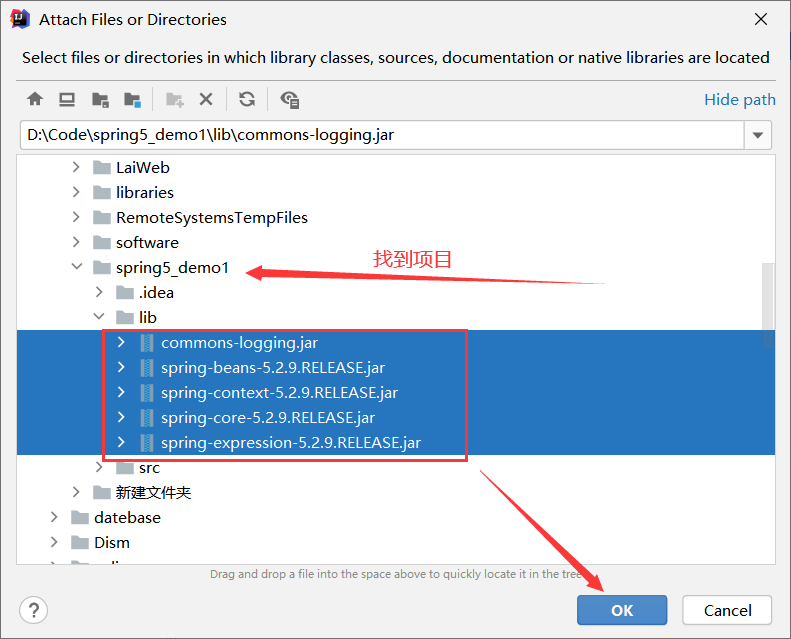 Attach Files or Directories
Select files or directories in which library classes, sources, documentation or native libraries are located
Hide path
D:\Code\spring5_demo1\lib\commons-logging.jar
LaiWeb
libraries
RemoteSystemsTempFiles
software
spring5_demo1
找到项目
.idea
lib
commons-logging.jar
spring-beans-5.2.9.RELEASE.jar
spring-context-5.2.9.RELEASE.jar
spring-core-5.2.9.RELEASE.jar
spring-expression-5.2.9.RELEASE.jar
src
新建文件夹
datebase
Dism
Drag and drop a file into the space above to quickly locate it in the tree
?
OK
Cancel